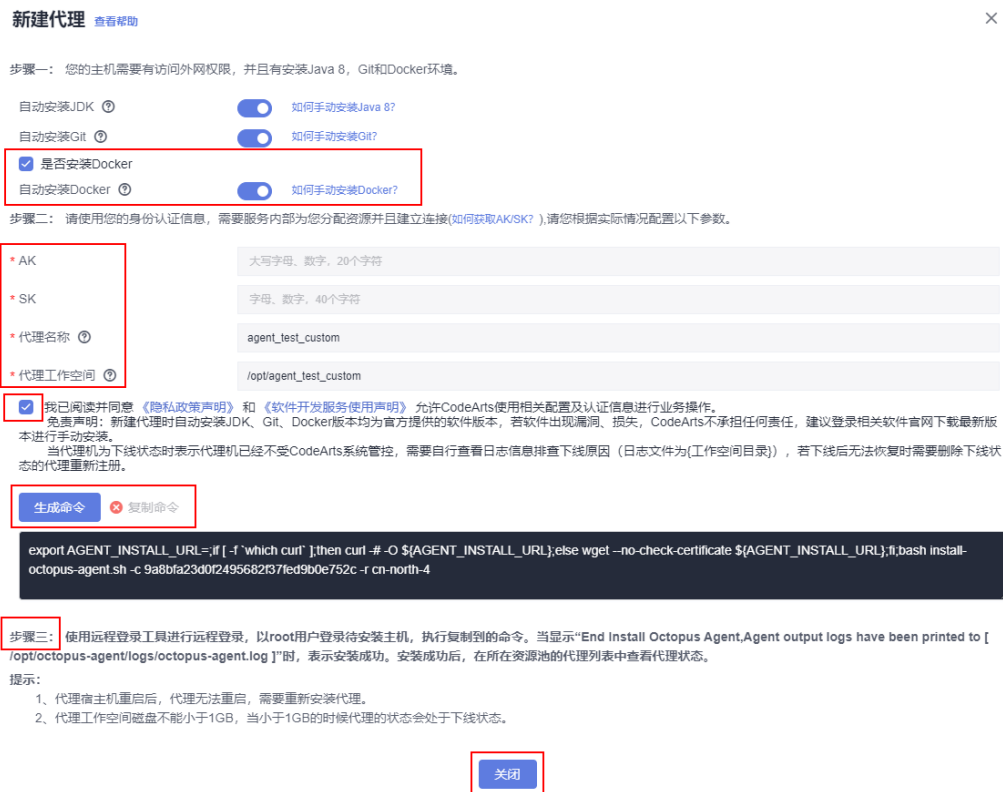 新建代理 查看帮助
步骤一： 您的主机需要有访问外网权限，并且有安装Java 8，Git和Docker环境。
自动安装JDK 如何手动安装Java 8?
自动安装Git 如何手动安装Git?
是否安装Docker
自动安装Docker 如何手动安装Docker?
步骤二： 请使用您的身份认证信息，需要服务内部为您分配资源并且建立连接(如何获取AK/SK? ),请您根据实际情况配置以下参数。
* AK 大写字母、数字，20个字符
* SK 字母、数字，40个字符
* 代理名称 agent_test_custom
* 代理工作空间 /opt/agent_test_custom
我已阅读并同意 《隐私政策声明》 和 《软件开发服务使用声明》 允许CodeArts使用相关配置及认证信息进行业务操作。
免责声明：新建代理时自动安装JDK、Git、Docker版本均为官方提供的软件版本，若软件出现漏洞、损失，CodeArts不承担任何责任，建议登录相关软件官网下载最新版
本进行手动安装。
当代理机为下线状态时表示代理机已经不受CodeArts系统管控，需要自行查看日志信息排查下线原因（日志文件为{工作空间目录}），若下线后无法恢复时需要删除下线状
态的代理重新注册。
生成命令 复制命令
export AGENT_INSTALL_URL=;if [ -f `which curl` ];then curl -# -O ${AGENT_INSTALL_URL};else wget --no-check-certificate ${AGENT_INSTALL_URL};fi;bash install-
octopus-agent.sh -c 9a8bfa23d0f2495682f37fed9b0e752c -r cn-north-4
步骤三： 使用远程登录工具进行远程登录，以root用户登录待安装主机，执行复制到的命令。当显示“End Install Octopus Agent,Agent output logs have been printed to [
/opt/octopus-agent/logs/octopus-agent.log ]”时，表示安装成功。安装成功后，在所在资源池的代理列表中查看代理状态。
提示：
1、代理宿主机重启后，代理无法重启，需要重新安装代理。
2、代理工作空间磁盘不能小于1GB，当小于1GB的时候代理的状态会处于下线状态。
关闭